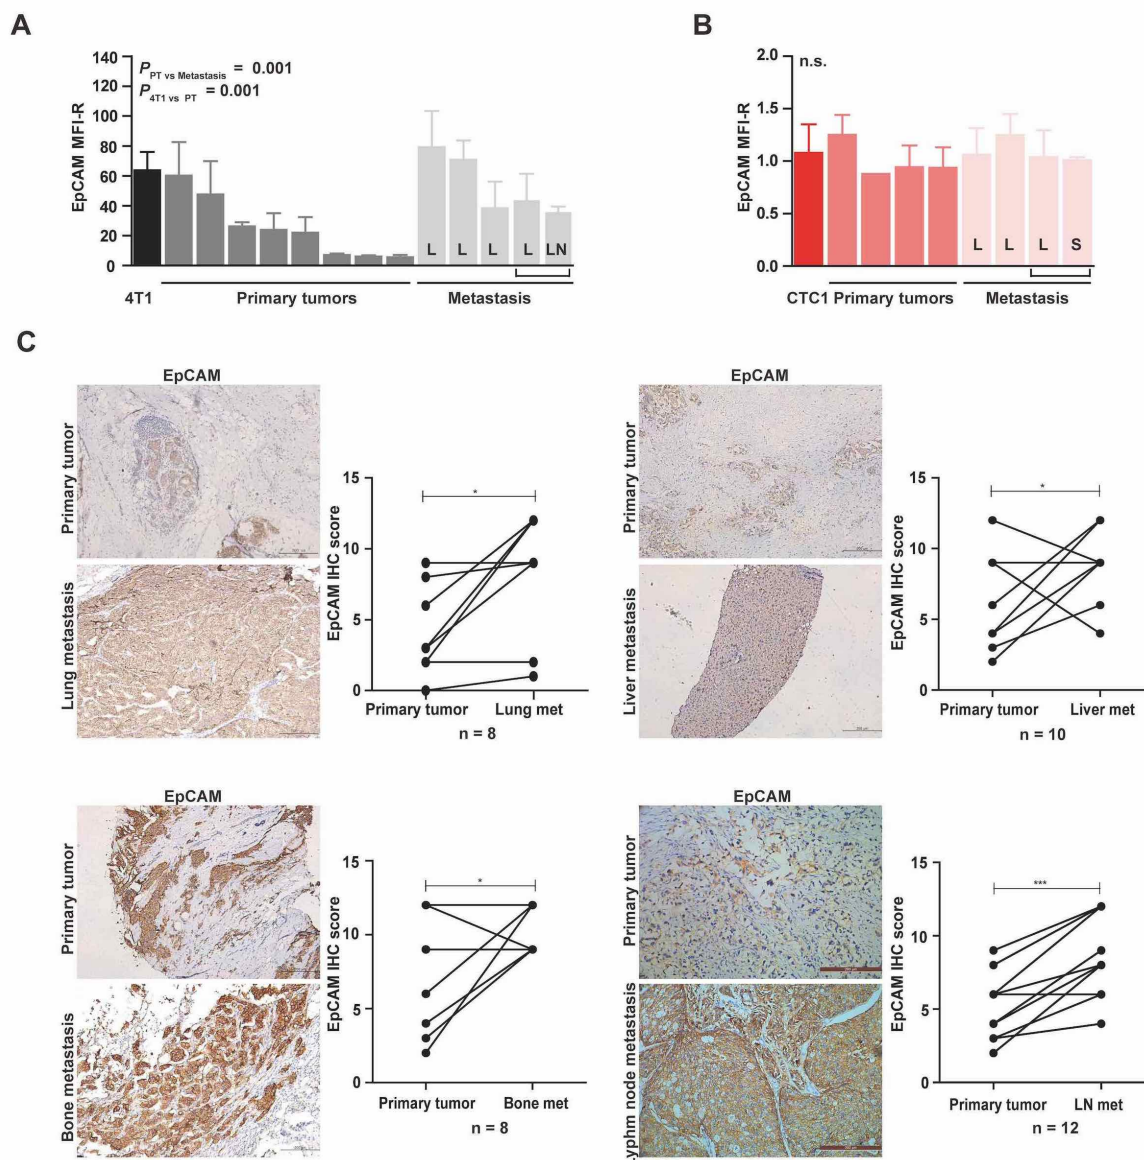 A
EpCAM MFI-R
140
120
100
80
60
40
20
0
P PT vs Metastasis = 0.001
P 4T1 vs PT = 0.001
L
L
L
L
LN
4T1
Primary tumors
Metastasis
B
EpCAM MFI-R
2.0
1.5
1.0
0.5
0.0
n.s.
L
L
L
S
CTC1
Primary tumors
Metastasis
C
EpCAM
Primary tumor
Lung metastasis
EpCAM IHC score
15
10
5
0
*
Primary tumor
Lung met
n = 8
EpCAM
Primary tumor
Liver metastasis
EpCAM IHC score
15
10
5
0
*
Primary tumor
Liver met
n = 10
EpCAM
Primary tumor
Bone metastasis
EpCAM IHC score
15
10
5
0
*
Primary tumor
Bone met
n = 8
EpCAM
Primary tumor
Lyphm node metastasis
EpCAM IHC score
15
10
5
0
***
Primary tumor
LN met
n = 12